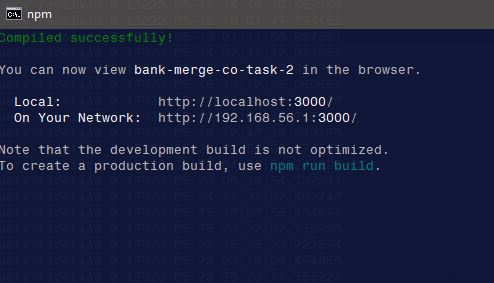 npm
Compiled successfully!
You can now view bank-merge-co-task-2 in the browser.
Local: http://localhost:3000/
On Your Network: http://192.168.56.1:3000/
Note that the development build is not optimized.
To create a production build, use npm run build.